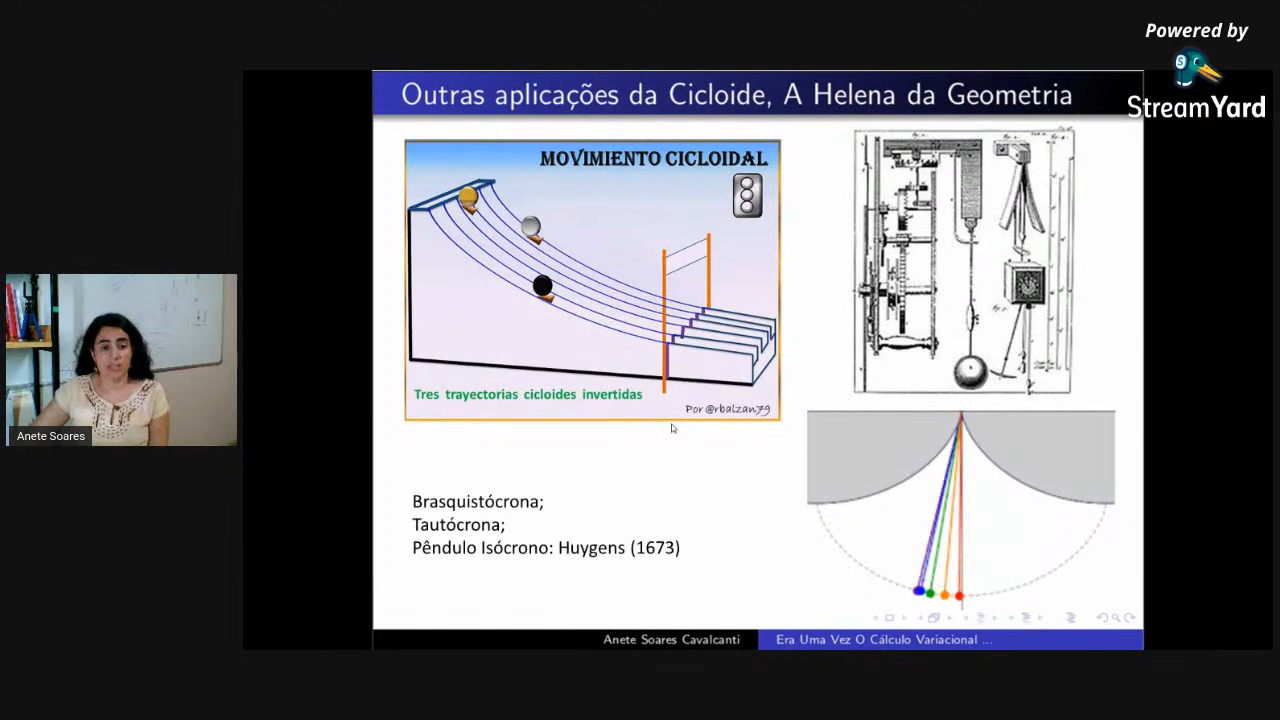 Powered by
StreamYard
Outras aplicações da Cicloide, A Helena da Geometria
MOVIMIENTO CICLOIDAL
Tres trayectorias cicloides invertidas
Por @rbalzan79
Anete Soares
Brasquistócrona;
Tautócrona;
Pêndulo Isócrono: Huygens (1673)
Anete Soares Cavalcanti
Era Uma Vez O Cálculo Variacional ...